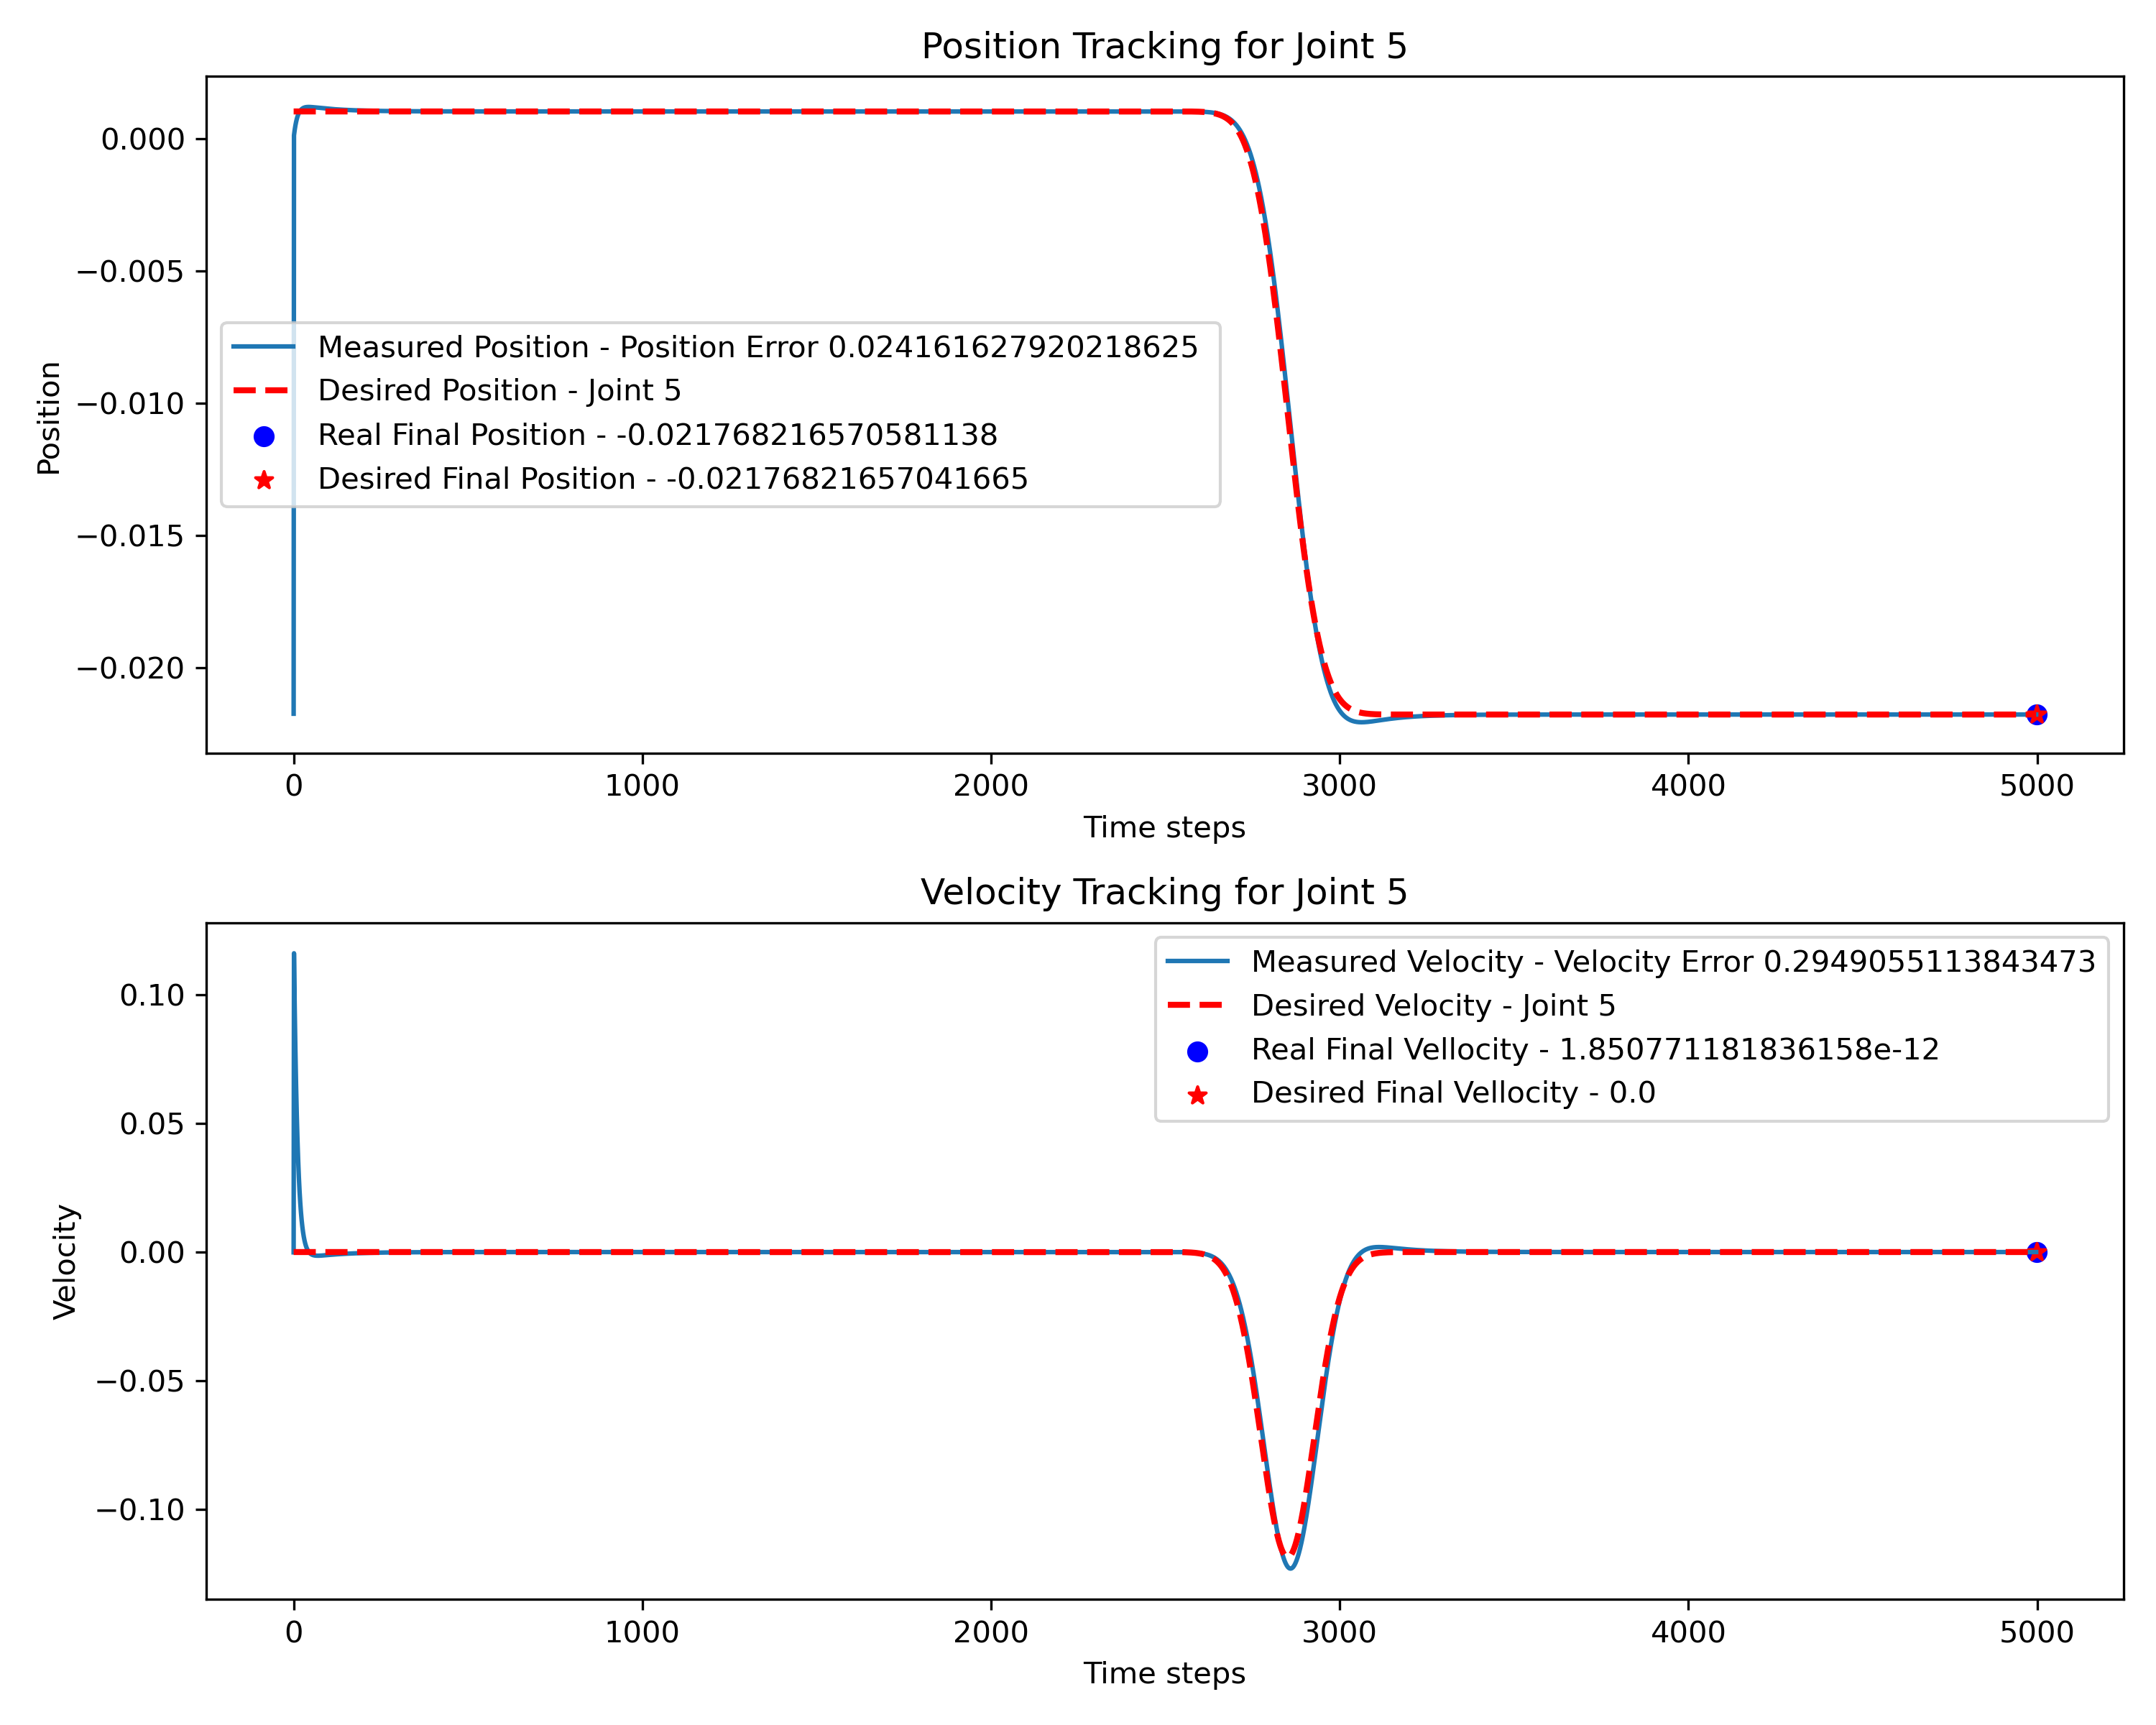 Position Tracking for Joint 5
0.000
−0.005
−0.010
−0.015
−0.020
Position
Measured Position - Position Error 0.024161627920218625
Desired Position - Joint 5
Real Final Position - -0.021768216570581138
Desired Final Position - -0.02176821657041665
0 1000 2000 3000 4000 5000
Time steps
Velocity Tracking for Joint 5
0.10
0.05
0.00
−0.05
−0.10
Velocity
Measured Velocity - Velocity Error 0.2949055113843473
Desired Velocity - Joint 5
Real Final Vellocity - 1.850771181836158e-12
Desired Final Vellocity - 0.0
0 1000 2000 3000 4000 5000
Time steps